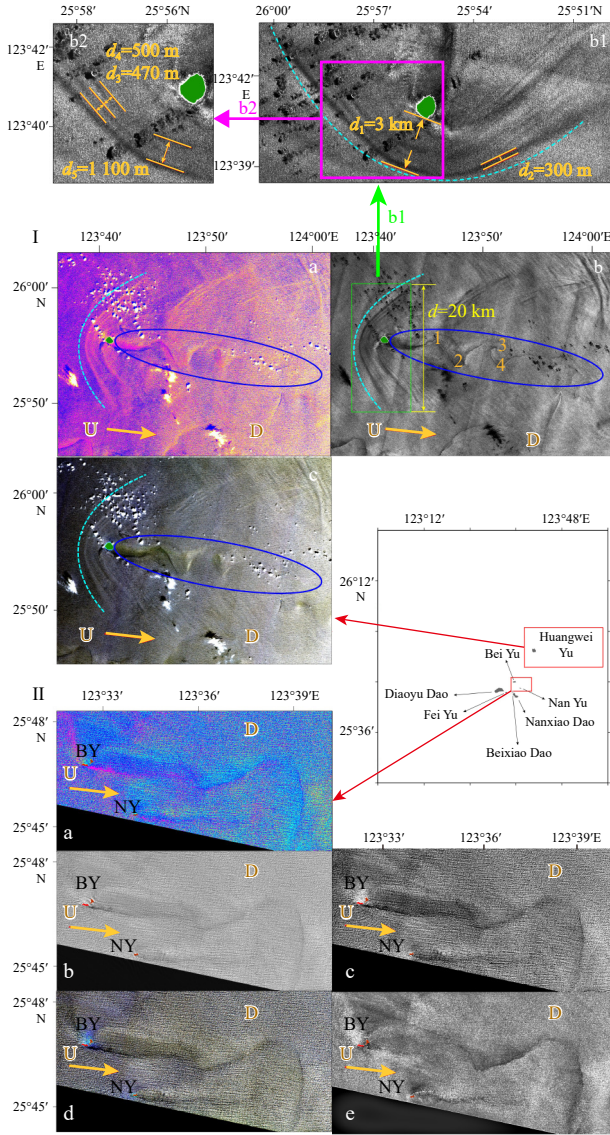 25°58′
25°56′N
26°00′
25°57′
25°54′
25°51′N
123°42′
E
123°40′
b2
d₄=500 m
d₃=470 m
d₅=1 100 m
b2
123°42′
E
123°39′
b1
d₁=3 km
d₂=300 m
b1
I
123°40′
123°50′
124°00′E
123°40′
123°50′
124°00′E
26°00′
N
25°50′
a
U
D
b
d=20 km
1
2
3
4
U
D
26°00′
N
25°50′
c
U
D
123°12′
123°48′E
26°12′
N
25°36′
Huangwei
Yu
Bei Yu
Diaoyu Dao
Nan Yu
Fei Yu
Nanxiao Dao
Beixiao Dao
II
123°33′
123°36′
123°39′E
25°48′
N
25°45′
BY
U
NY
D
a
123°33′
123°36′
123°39′E
25°48′
N
25°45′
BY
U
NY
D
b
BY
U
NY
D
c
25°48′
N
25°45′
BY
U
NY
D
d
BY
U
NY
D
e